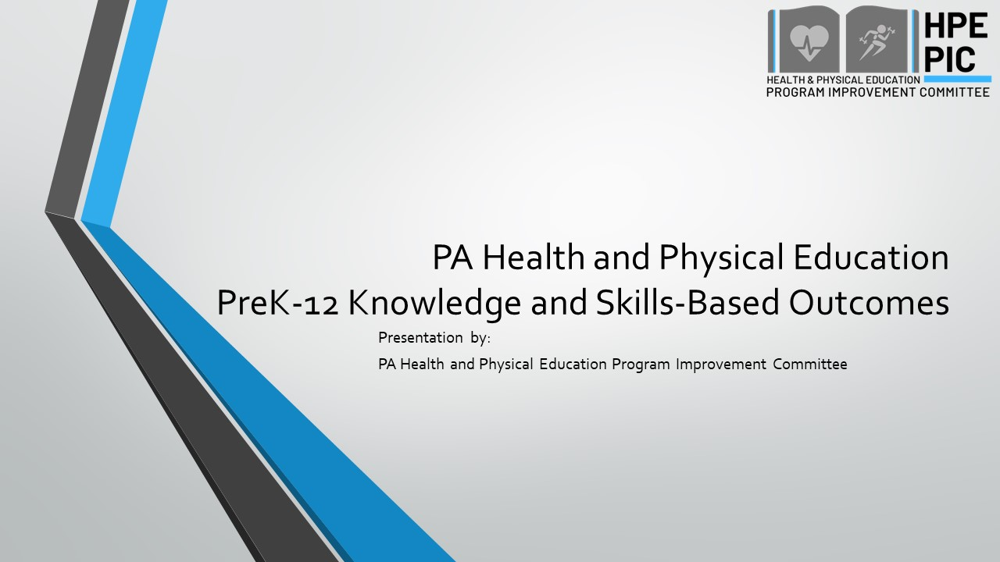 HPE
PIC
HEALTH & PHYSICAL EDUCATION
PROGRAM IMPROVEMENT COMMITTEE
PA Health and Physical Education
PreK-12 Knowledge and Skills-Based Outcomes
Presentation by:
PA Health and Physical Education Program Improvement Committee